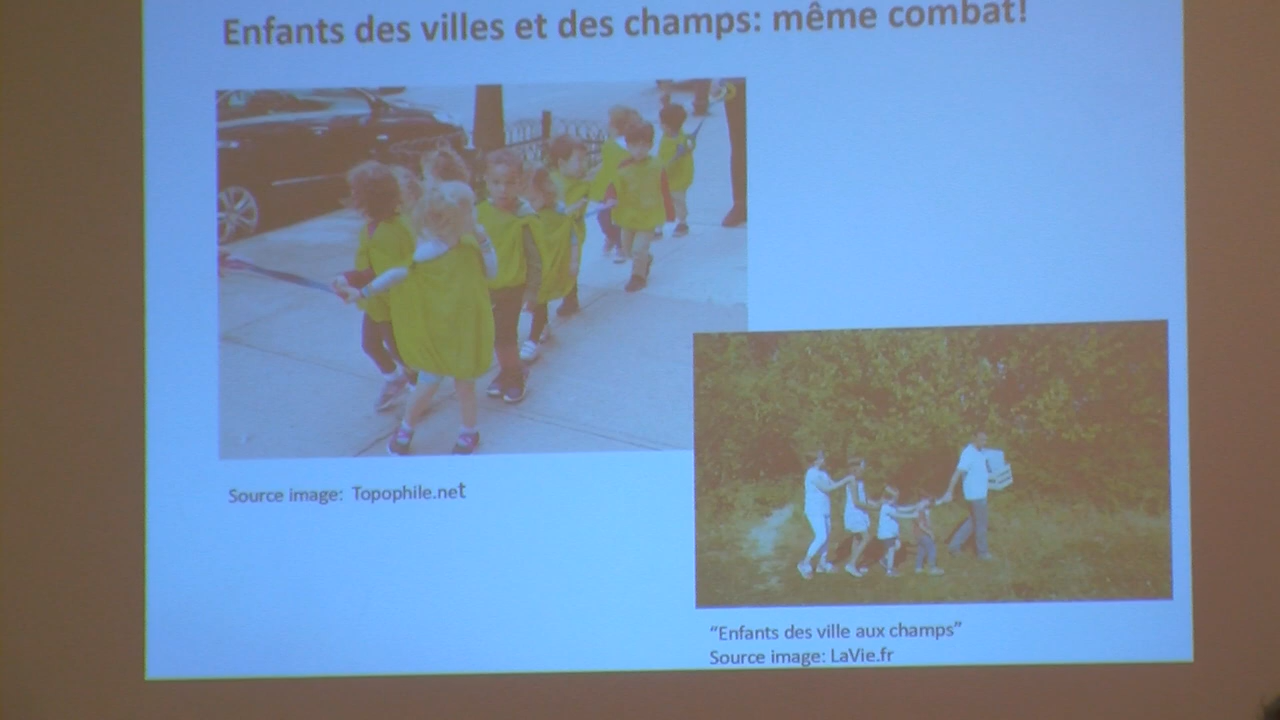 Enfants des villes et des champs: même combat!
Source image: Topophile.net
“Enfants des ville aux champs”
Source image: LaVie.fr